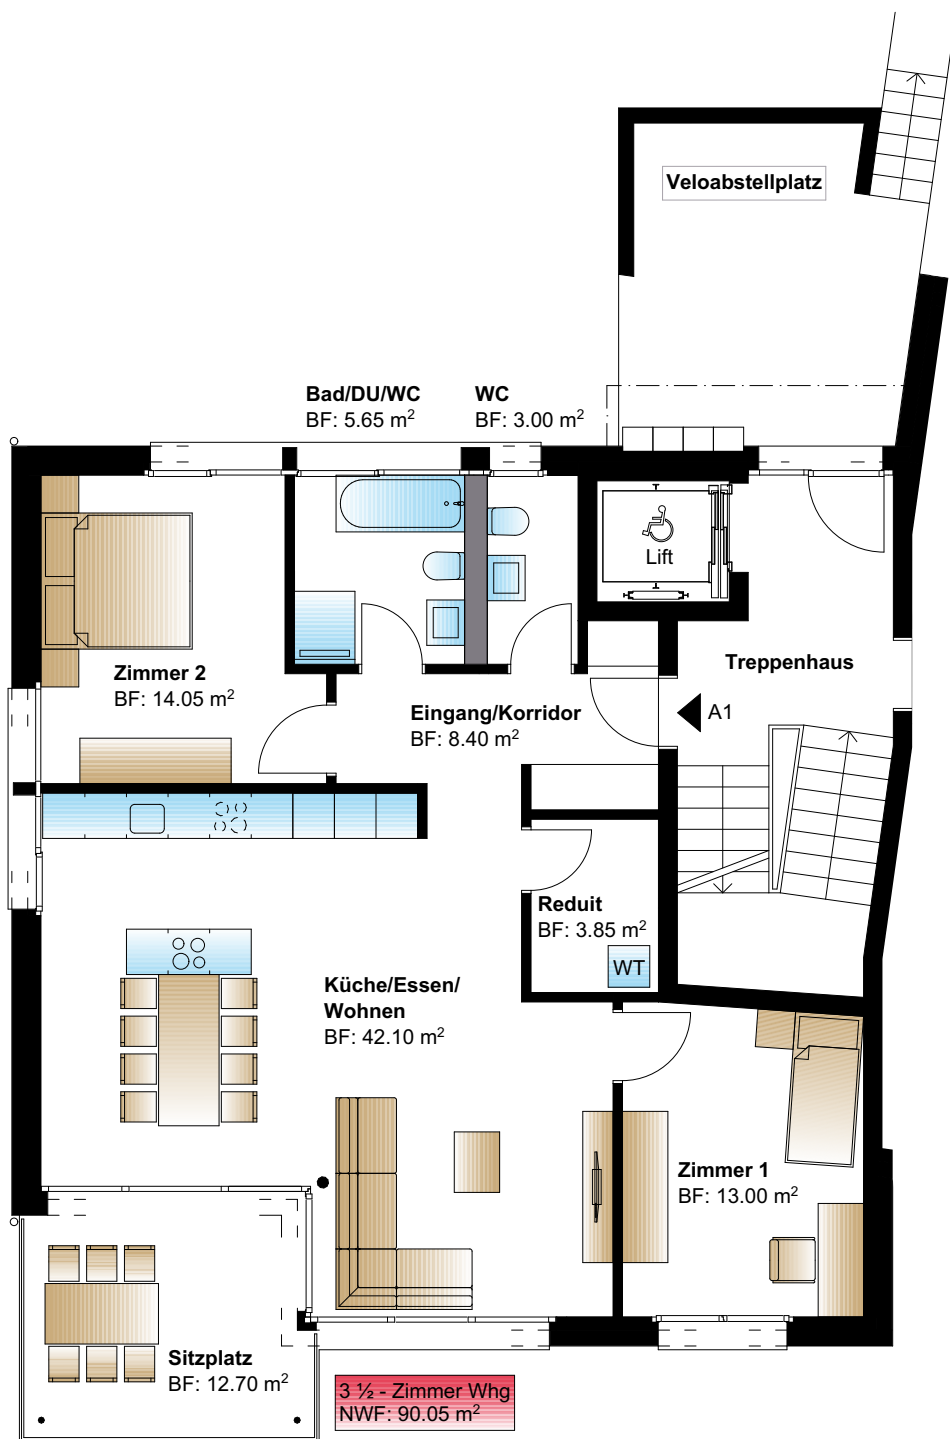 Veloabstellplatz
Bad/DU/WC
BF: 5.65 m²
WC
BF: 3.00 m²
Lift
Zimmer 2
BF: 14.05 m²
Treppenhaus
Eingang/Korridor
BF: 8.40 m²
A1
Reduit
BF: 3.85 m²
WT
Küche/Essen/
Wohnen
BF: 42.10 m²
Zimmer 1
BF: 13.00 m²
Sitzplatz
BF: 12.70 m²
3 ½ - Zimmer Whg
NWF: 90.05 m²